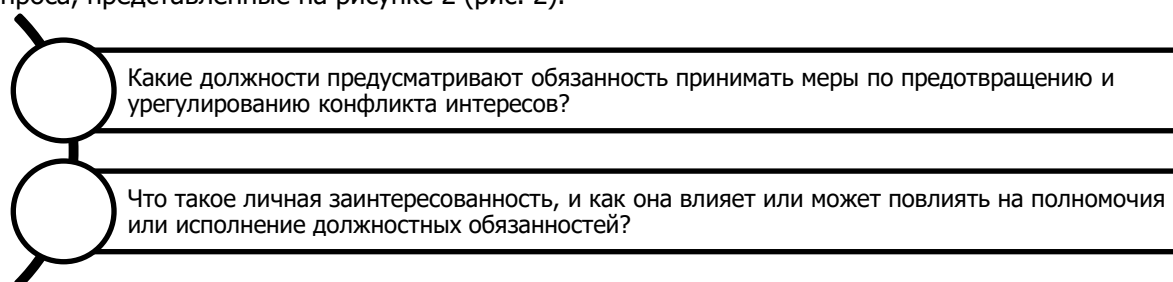 проса, представленные на рисунке 2 (рис. 2).
Какие должности предусматривают обязанность принимать меры по предотвращению и
урегулированию конфликта интересов?
Что такое личная заинтересованность, и как она влияет или может повлиять на полномочия
или исполнение должностных обязанностей?